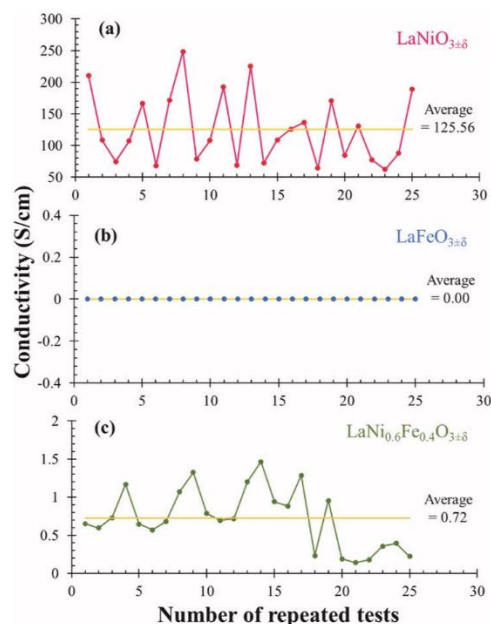 Conductivity (S/cm)
(a)
LaNiO3±δ
300
250
200
150
100
50
Average
= 125.56
0 5 10 15 20 25 30
(b)
LaFeO3±δ
0.4
0.2
0
-0.2
-0.4
Average
= 0.00
0 5 10 15 20 25 30
(c)
LaNi0.6Fe0.4O3±δ
2
1.5
1
0.5
0
Average
= 0.72
0 5 10 15 20 25 30
Number of repeated tests